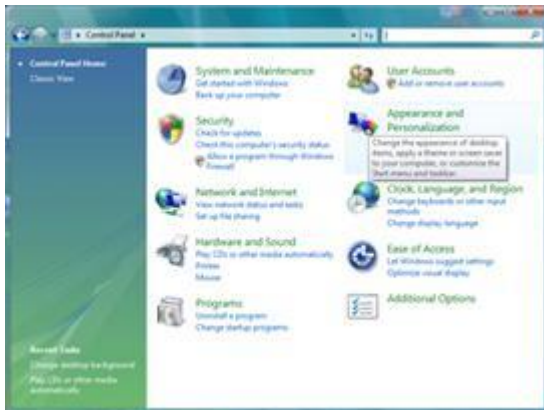 Control Panel
Control Panel Home
Classic View
System and Maintenance
Get started with Windows
Back up your computer
Security
Check for updates
Check this computer's security status
Allow a program through Windows
Firewall
Network and Internet
View network status and tasks
Set up file sharing
Hardware and Sound
Play CDs or other media automatically
Printer
Mouse
Programs
Uninstall a program
Change startup programs
User Accounts
Add or remove user accounts
Appearance and
Personalization
Change the appearance of desktop
items, apply a theme or screen saver
to your computer, or customize the
Start menu and taskbar.
Clock, Language, and Region
Change keyboards or other input
methods
Change display language
Ease of Access
Let Windows suggest settings
Optimize visual display
Additional Options
Recent Tasks
Change desktop background
Play CDs or other media
automatically